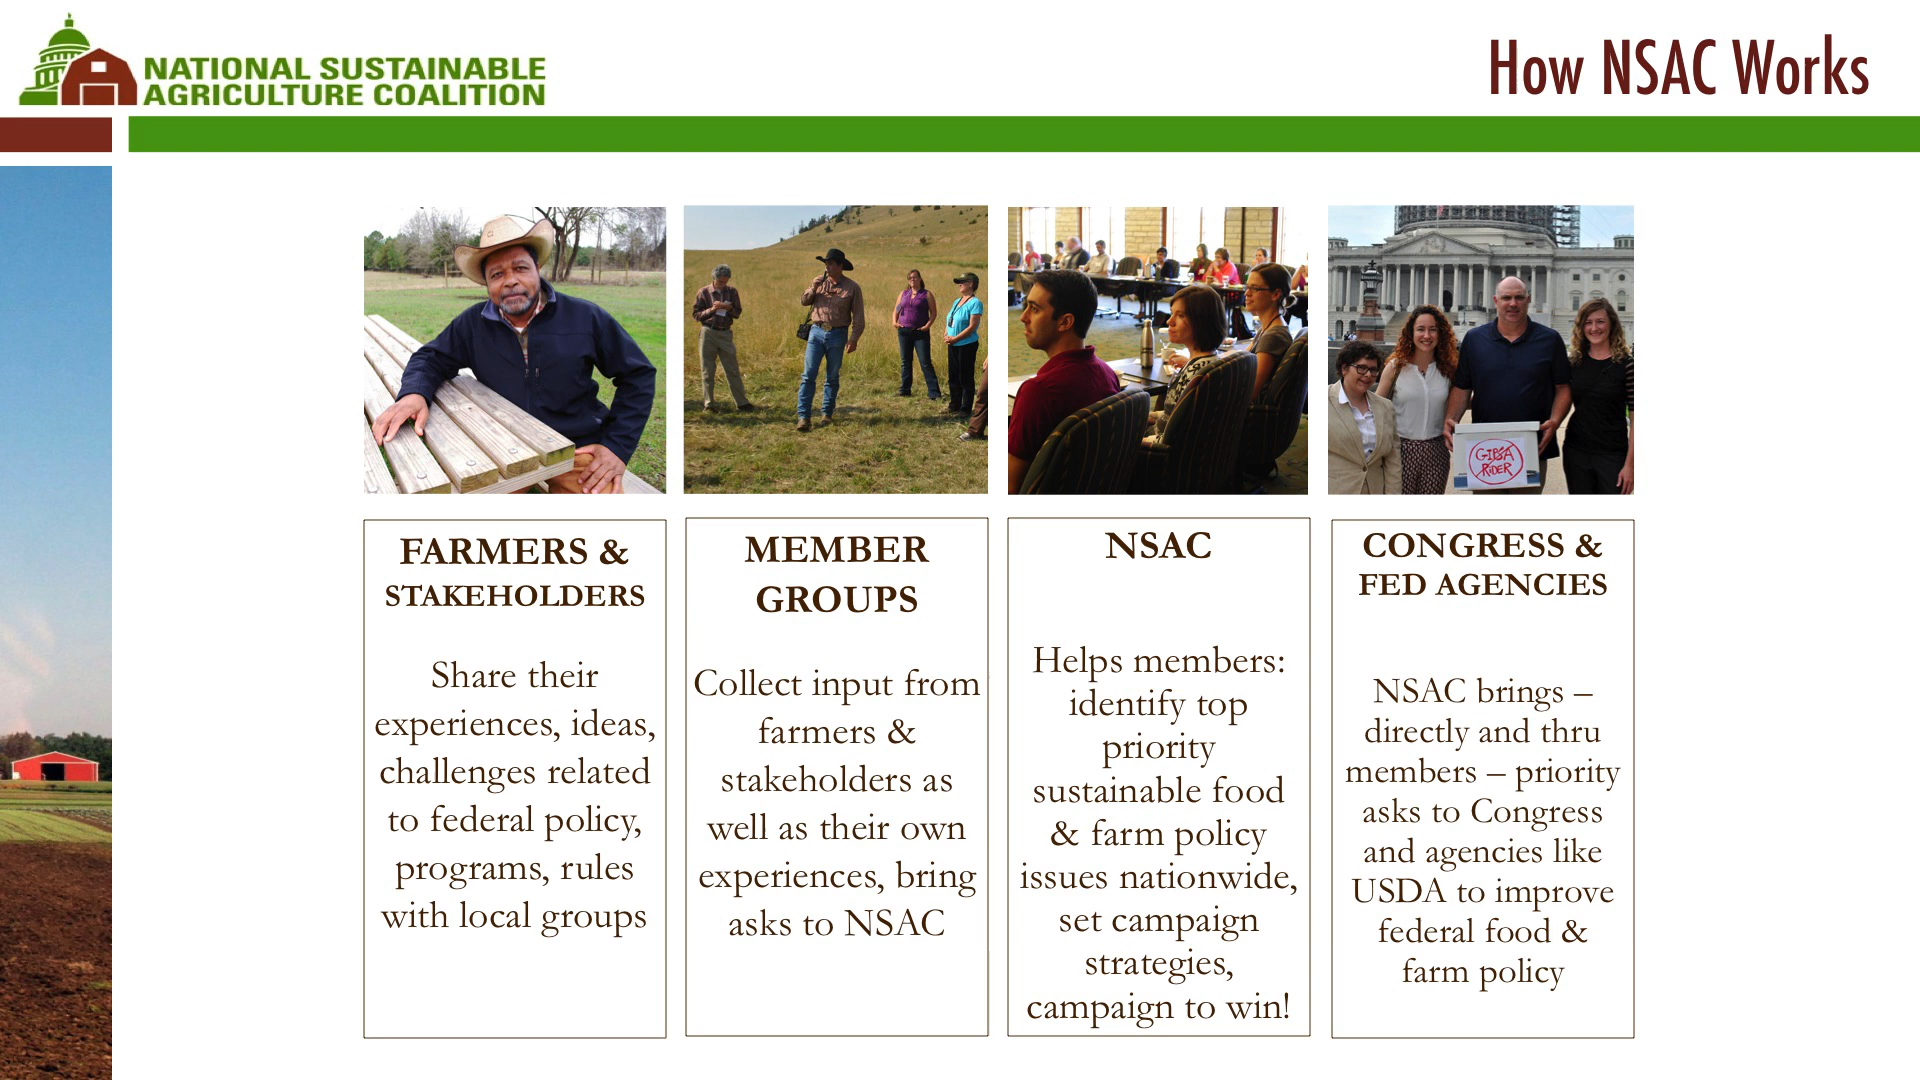 NATIONAL SUSTAINABLE
AGRICULTURE COALITION
How NSAC Works
GIPSA
RIDER
FARMERS &
STAKEHOLDERS
Share their
experiences, ideas,
challenges related
to federal policy,
programs, rules
with local groups
MEMBER
GROUPS
Collect input from
farmers &
stakeholders as
well as their own
experiences, bring
asks to NSAC
NSAC
Helps members:
identify top
priority
sustainable food
& farm policy
issues nationwide,
set campaign
strategies,
campaign to win!
CONGRESS &
FED AGENCIES
NSAC brings –
directly and thru
members – priority
asks to Congress
and agencies like
USDA to improve
federal food &
farm policy